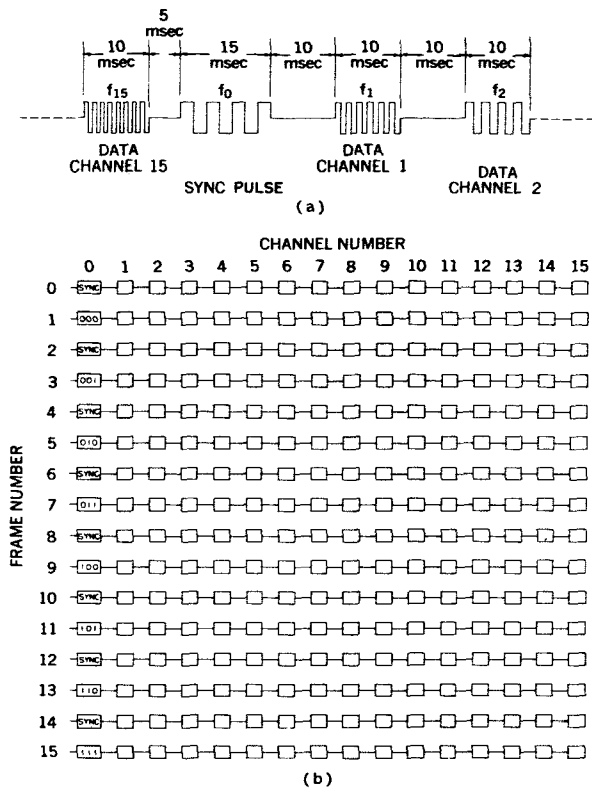 5
msec
10 15 10 10 10 10
msec msec msec msec msec msec
f15 f0 f1 f2
DATA
CHANNEL 15
SYNC PULSE
DATA
CHANNEL 1
DATA
CHANNEL 2
(a)
CHANNEL NUMBER
0 1 2 3 4 5 6 7 8 9 10 11 12 13 14 15
FRAME NUMBER
0 SYNC
1 000
2 SYNC
3 001
4 SYNC
5 010
6 SYNC
7 011
8 SYNC
9 100
10 SYNC
11 101
12 SYNC
13 110
14 SYNC
15 111
(b)